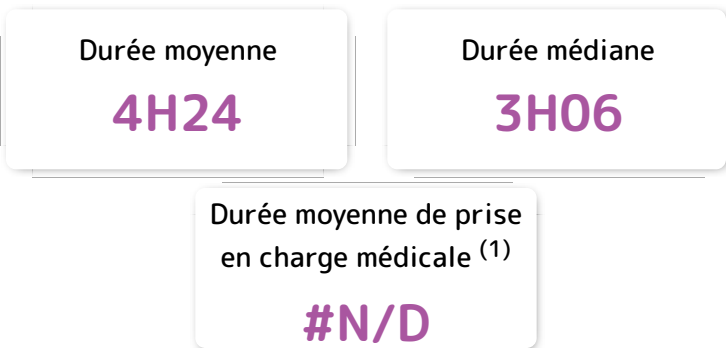 Durée moyenne
4H24
Durée médiane
3H06
Durée moyenne de prise
en charge médicale (1)
#N/D